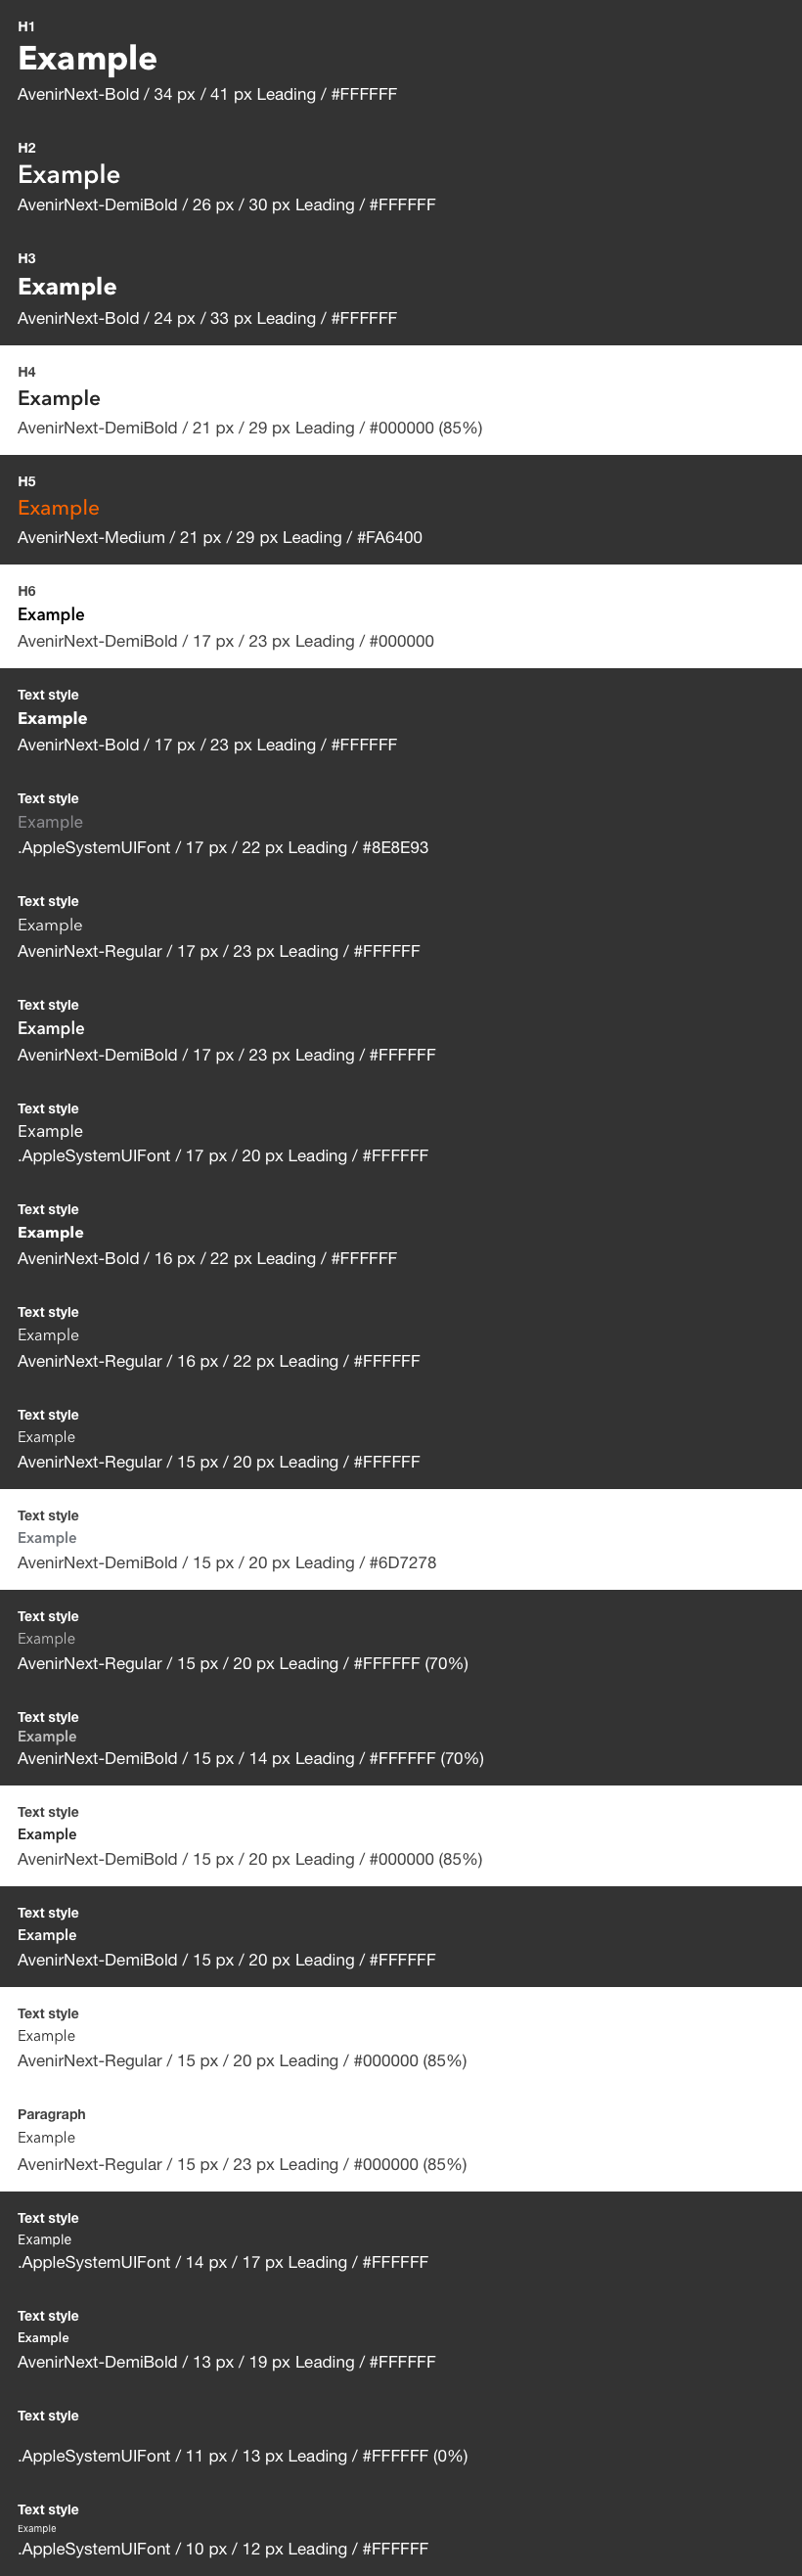 H1
Example
AvenirNext-Bold / 34 px / 41 px Leading / #FFFFFF
H2
Example
AvenirNext-DemiBold / 26 px / 30 px Leading / #FFFFFF
H3
Example
AvenirNext-Bold / 24 px / 33 px Leading / #FFFFFF
H4
Example
AvenirNext-DemiBold / 21 px / 29 px Leading / #000000 (85%)
H5
Example
AvenirNext-Medium / 21 px / 29 px Leading / #FA6400
H6
Example
AvenirNext-DemiBold / 17 px / 23 px Leading / #000000
Text style
Example
AvenirNext-Bold / 17 px / 23 px Leading / #FFFFFF
Text style
Example
.AppleSystemUIFont / 17 px / 22 px Leading / #8E8E93
Text style
Example
AvenirNext-Regular / 17 px / 23 px Leading / #FFFFFF
Text style
Example
AvenirNext-DemiBold / 17 px / 23 px Leading / #FFFFFF
Text style
Example
.AppleSystemUIFont / 17 px / 20 px Leading / #FFFFFF
Text style
Example
AvenirNext-Bold / 16 px / 22 px Leading / #FFFFFF
Text style
Example
AvenirNext-Regular / 16 px / 22 px Leading / #FFFFFF
Text style
Example
AvenirNext-Regular / 15 px / 20 px Leading / #FFFFFF
Text style
Example
AvenirNext-DemiBold / 15 px / 20 px Leading / #6D7278
Text style
Example
AvenirNext-Regular / 15 px / 20 px Leading / #FFFFFF (70%)
Text style
Example
AvenirNext-DemiBold / 15 px / 14 px Leading / #FFFFFF (70%)
Text style
Example
AvenirNext-DemiBold / 15 px / 20 px Leading / #000000 (85%)
Text style
Example
AvenirNext-DemiBold / 15 px / 20 px Leading / #FFFFFF
Text style
Example
AvenirNext-Regular / 15 px / 20 px Leading / #000000 (85%)
Paragraph
Example
AvenirNext-Regular / 15 px / 23 px Leading / #000000 (85%)
Text style
Example
.AppleSystemUIFont / 14 px / 17 px Leading / #FFFFFF
Text style
Example
AvenirNext-DemiBold / 13 px / 19 px Leading / #FFFFFF
Text style
.AppleSystemUIFont / 11 px / 13 px Leading / #FFFFFF (0%)
Text style
Example
.AppleSystemUIFont / 10 px / 12 px Leading / #FFFFFF